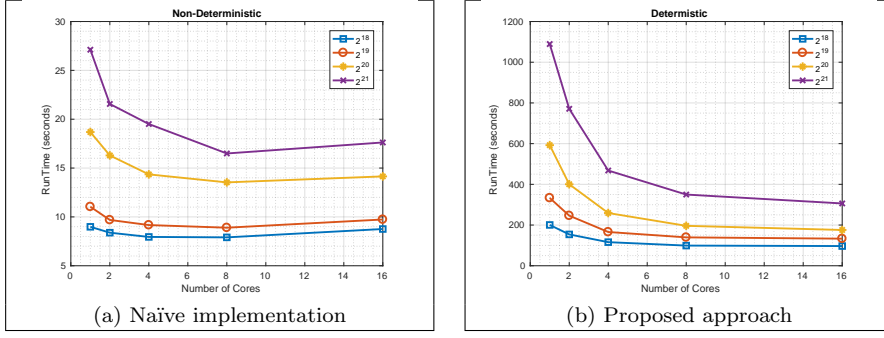 Non-Deterministic
30
25
20
15
10
5
0 2 4 6 8 10 12 14 16
RunTime (seconds)
Number of Cores
2^18
2^19
2^20
2^21
(a) Naïve implementation
Determistic
1200
1000
800
600
400
200
0
0 2 4 6 8 10 12 14 16
RunTime (seconds)
Number of Cores
2^18
2^19
2^20
2^21
(b) Proposed approach